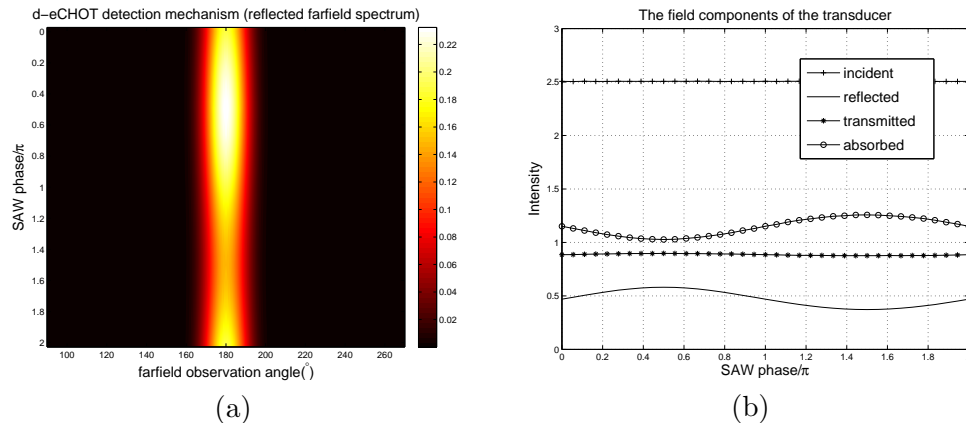 d-eCHOT detection mechanism (reflected farfield spectrum)
SAW phase/π
0
0.2
0.4
0.6
0.8
1
1.2
1.4
1.6
1.8
2
100 120 140 160 180 200 220 240 260
farfield observation angle(°)
0.22
0.2
0.18
0.16
0.14
0.12
0.1
0.08
0.06
0.04
0.02
(a)
The field components of the transducer
Intensity
3
2.5
2
1.5
1
0.5
0
incident
reflected
transmitted
absorbed
0 0.2 0.4 0.6 0.8 1 1.2 1.4 1.6 1.8
SAW phase/π
(b)